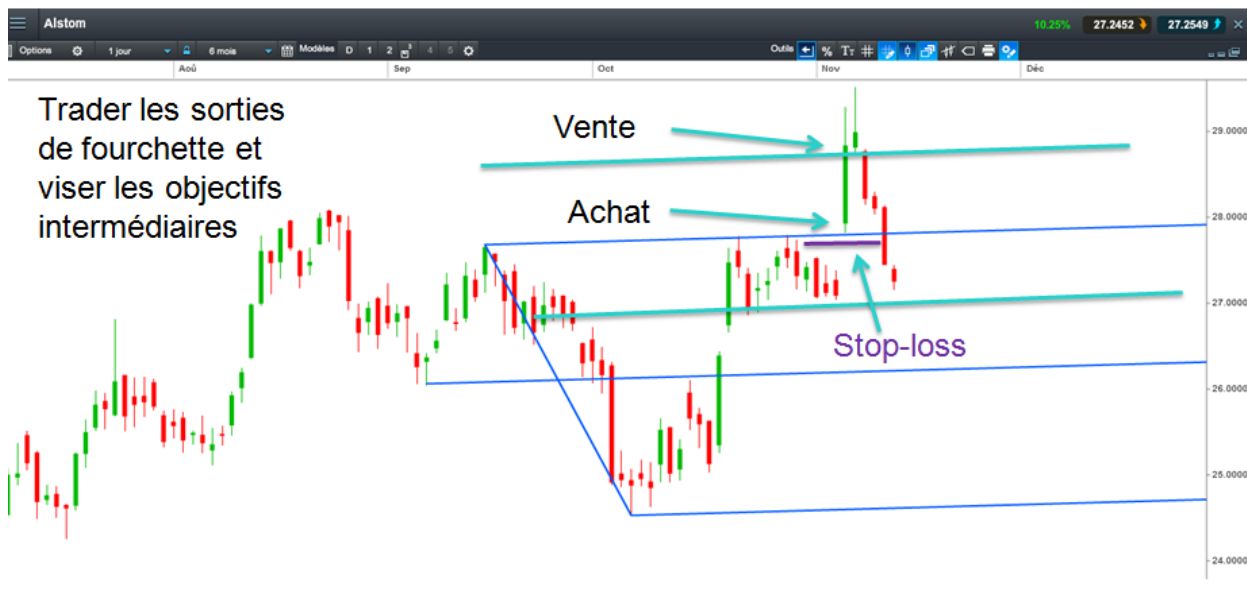 Alstom
10.25% 27.2452 27.2549
Options 1 jour 6 mois Modèles D 1 2 3 4 5 Outils % TT
Aoû Sep Oct Nov Déc
Trader les sorties
de fourchette et
viser les objectifs
intermédiaires
Vente
Achat
Stop-loss
29.0000
28.0000
27.0000
26.0000
25.0000
24.0000